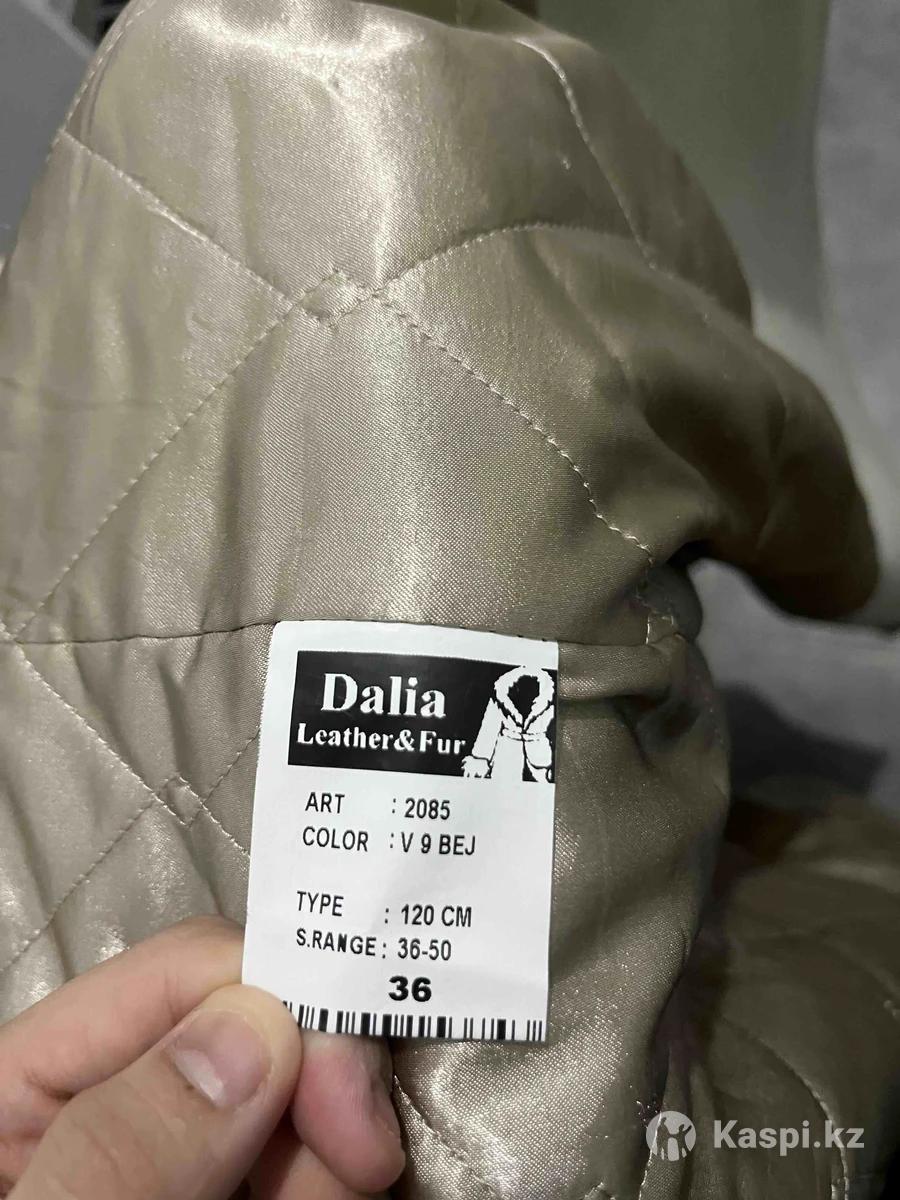 Dalia
Leather&Fur
ART : 2085
COLOR : V 9 BEJ
TYPE : 120 CM
S.RANGE: 36-50
36
Kaspi.kz